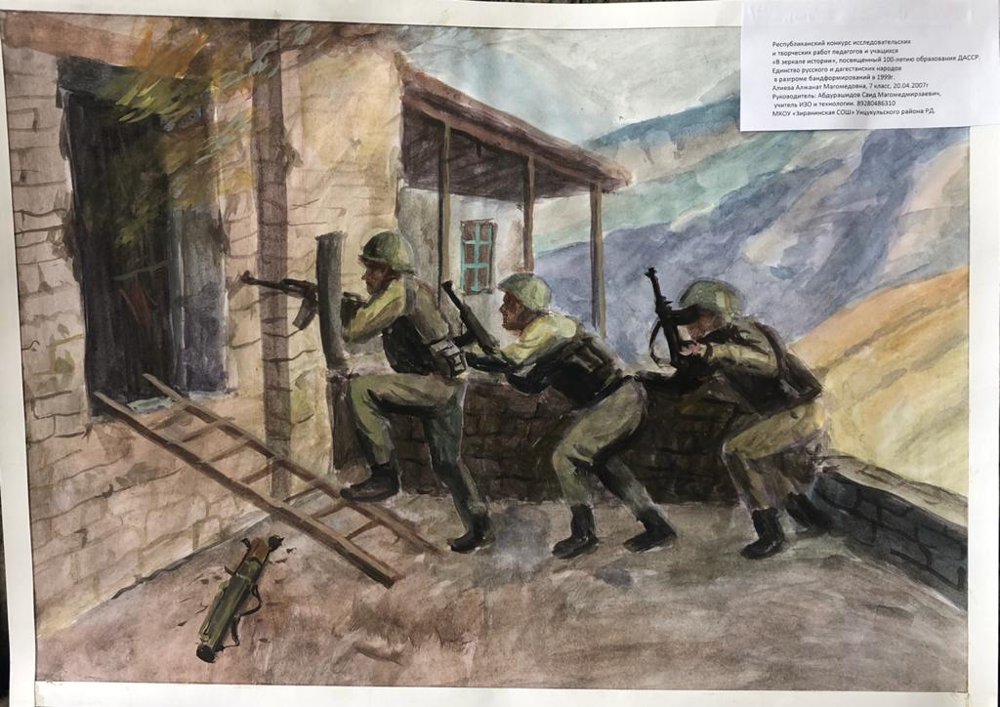 Республиканский конкурс исследовательских
и творческих работ педагогов и учащихся
«В зеркале истории», посвященный 100-летию образования ДАССР.
Единство русского и дагестанских народов
в разгроме бандформирований в 1999г.
Алиева Алжанат Магомедовна, 7 класс, 20.04.2007г
Руководитель: Абдурашидов Саид Магомедмирзаевич,
учитель ИЗО и технологии. 89280486310
МКОУ «Зиранинская СОШ» Унцукульского района РД.